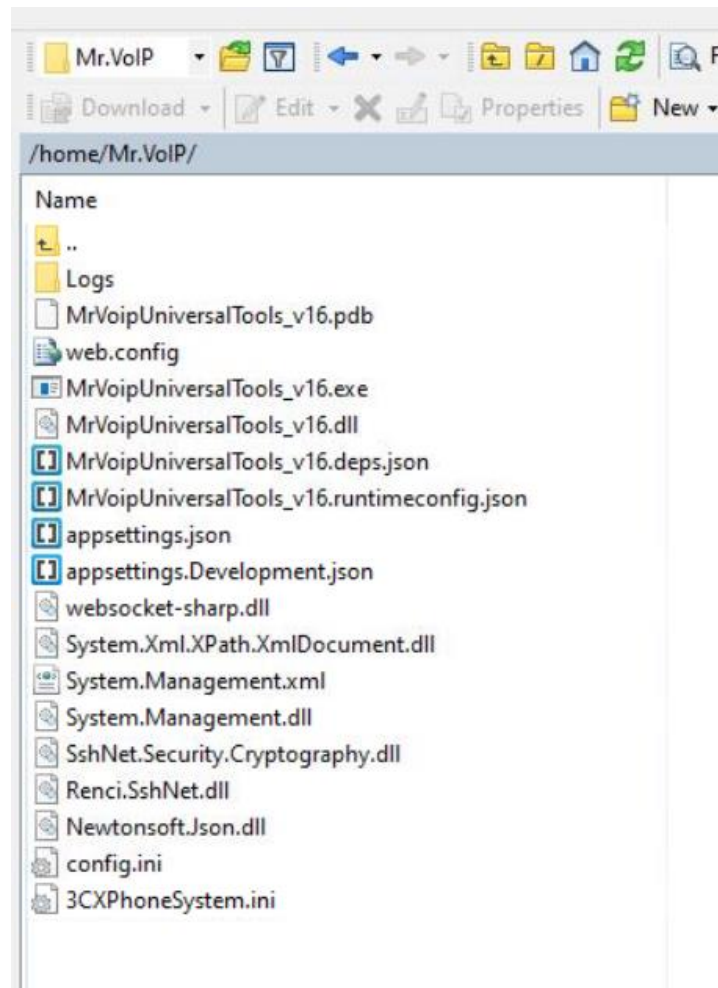 Mr.VoIP
Download Edit Properties New
/home/Mr.VoIP/
Name
..
Logs
MrVoipUniversalTools_v16.pdb
web.config
MrVoipUniversalTools_v16.exe
MrVoipUniversalTools_v16.dll
MrVoipUniversalTools_v16.deps.json
MrVoipUniversalTools_v16.runtimeconfig.json
appsettings.json
appsettings.Development.json
websocket-sharp.dll
System.Xml.XPath.XmlDocument.dll
System.Management.xml
System.Management.dll
SshNet.Security.Cryptography.dll
Renci.SshNet.dll
Newtonsoft.Json.dll
config.ini
3CXPhoneSystem.ini